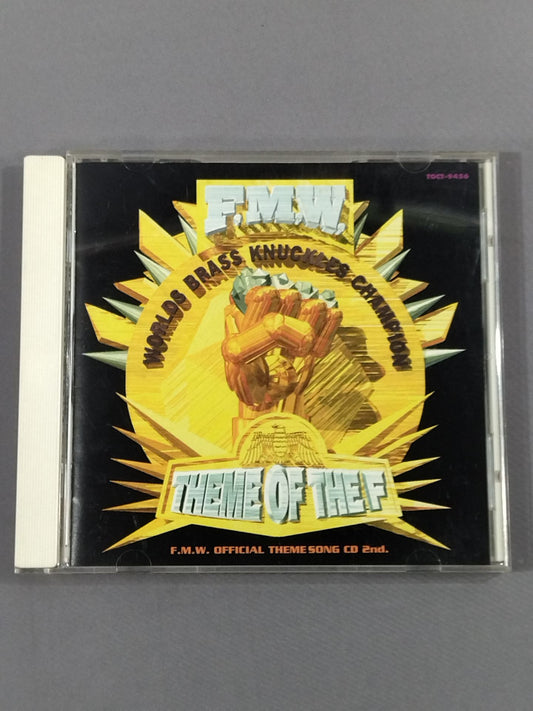 TOCT-9456
F.M.W.
WORLDS BRASS KNUCKLES CHAMPION
THEME OF THE F
F.M.W. OFFICIAL THEME SONG CD 2nd.